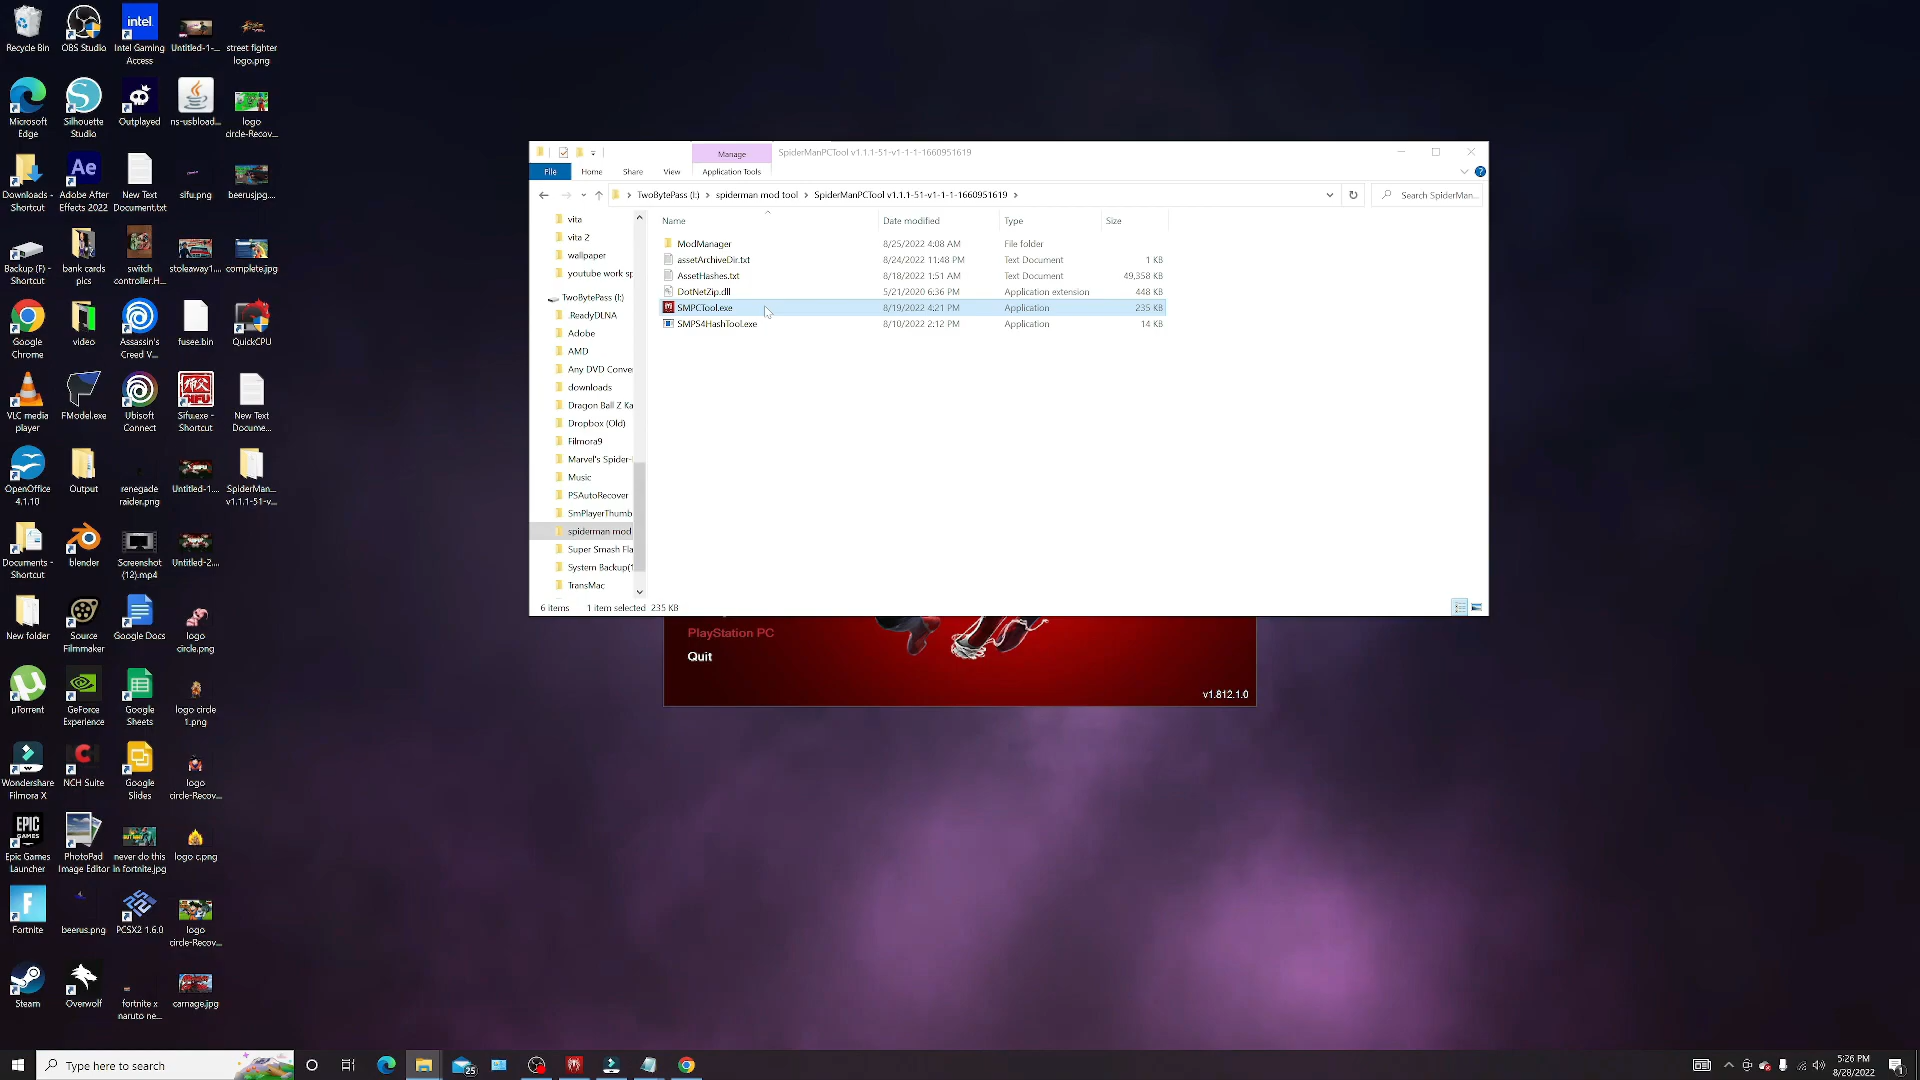 Recycle Bin
OBS Studio
Intel Gaming
Access
Untitled-1-...
street fighter
logo.png
Microsoft
Edge
Silhouette
Studio
Outplayed
ns-usbload...
logo
circle-Recov...
Downloads -
Shortcut
Adobe After
Effects 2022
New Text
Document.txt
sifu.png
beerusjpg....
Backup (F) -
Shortcut
bank cards
pics
switch
controller.H...
stoleaway1....
complete.jpg
Google
Chrome
video
Assassin's
Creed V...
fusee.bin
QuickCPU
VLC media
player
FModel.exe
Ubisoft
Connect
Sifu.exe -
Shortcut
New Text
Docume...
OpenOffice
4.1.10
Output
renegade
raider.png
Untitled-1....
SpiderMan...
v1.1.1-51-v...
Documents -
Shortcut
blender
Screenshot
(12).mp4
Untitled-2....
New folder
Source
Filmmaker
Google Docs
logo
circle.png
µTorrent
GeForce
Experience
Google
Sheets
logo circle
1.png
Wondershare
Filmora X
NCH Suite
Google
Slides
logo
circle-Recov...
Epic Games
Launcher
PhotoPad
Image Editor
never do this
in fortnite.jpg
logo c.png
Fortnite
beerus.png
PCSX2 1.6.0
logo
circle-Recov...
Steam
Overwolf
fortnite x
naruto ne...
carnage.jpg
Manage
SpiderManPCTool v1.1.1-51-v1-1-1-1660951619
File
Home
Share
View
Application Tools
TwoBytePass (I:) > spiderman mod tool > SpiderManPCTool v1.1.1-51-v1-1-1-1660951619 >
Search SpiderMan...
vita
vita 2
wallpaper
youtube work sp
TwoBytePass (I:)
.ReadyDLNA
Adobe
AMD
Any DVD Conve
downloads
Dragon Ball Z Ka
Dropbox (Old)
Filmora9
Marvel's Spider-
Music
PSAutoRecover
SmPlayerThumb
spiderman mod
Super Smash Fla
System Backup(1
TransMac
Name Date modified Type Size
ModManager 8/25/2022 4:08 AM File folder
assetArchiveDir.txt 8/24/2022 11:48 PM Text Document 1 KB
AssetHashes.txt 8/18/2022 1:51 AM Text Document 49,358 KB
DotNetZip.dll 5/21/2020 6:36 PM Application extension 448 KB
SMPCTool.exe 8/19/2022 4:21 PM Application 235 KB
SMPS4HashTool.exe 8/10/2022 2:12 PM Application 14 KB
6 items 1 item selected 235 KB
PlayStation PC
Quit
v1.812.1.0
Type here to search
25
5:26 PM
8/28/2022
1